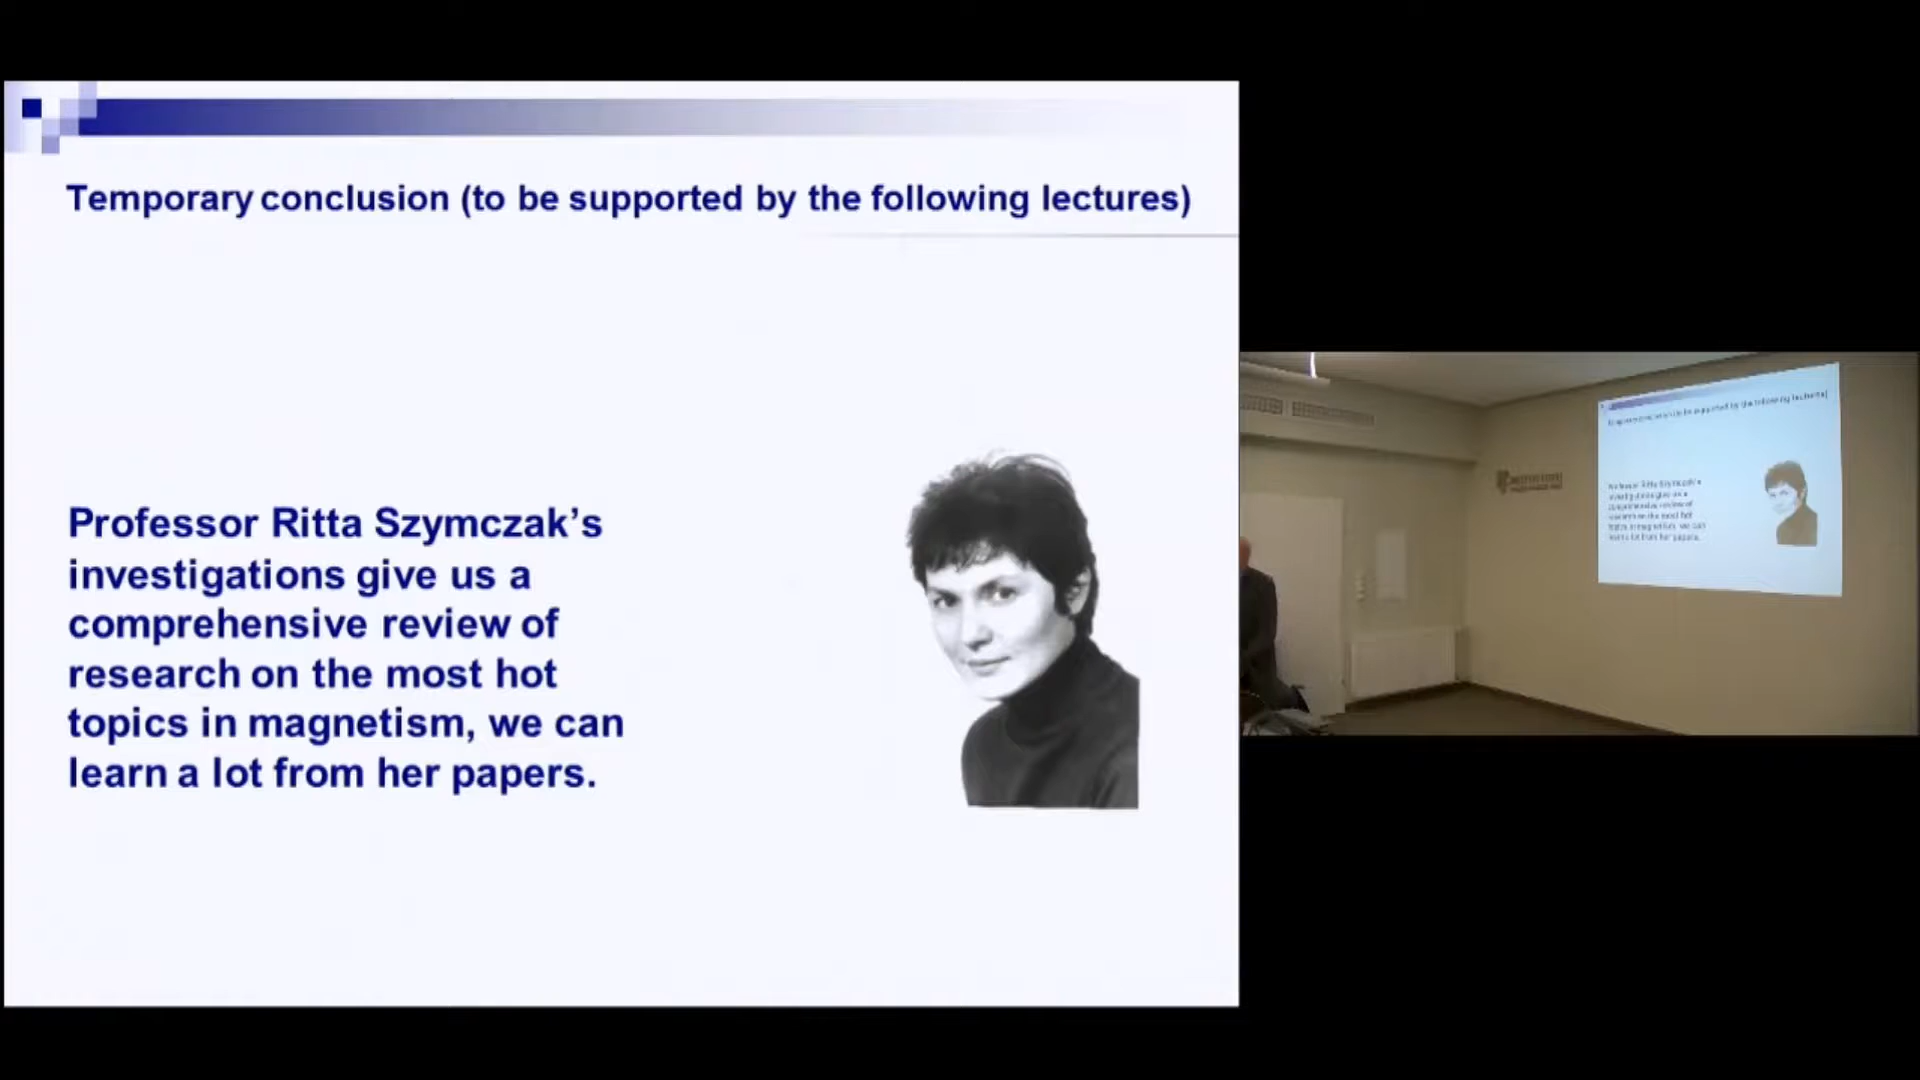 Temporary conclusion (to be supported by the following lectures)
Professor Ritta Szymczak’s
investigations give us a
comprehensive review of
research on the most hot
topics in magnetism, we can
learn a lot from her papers.